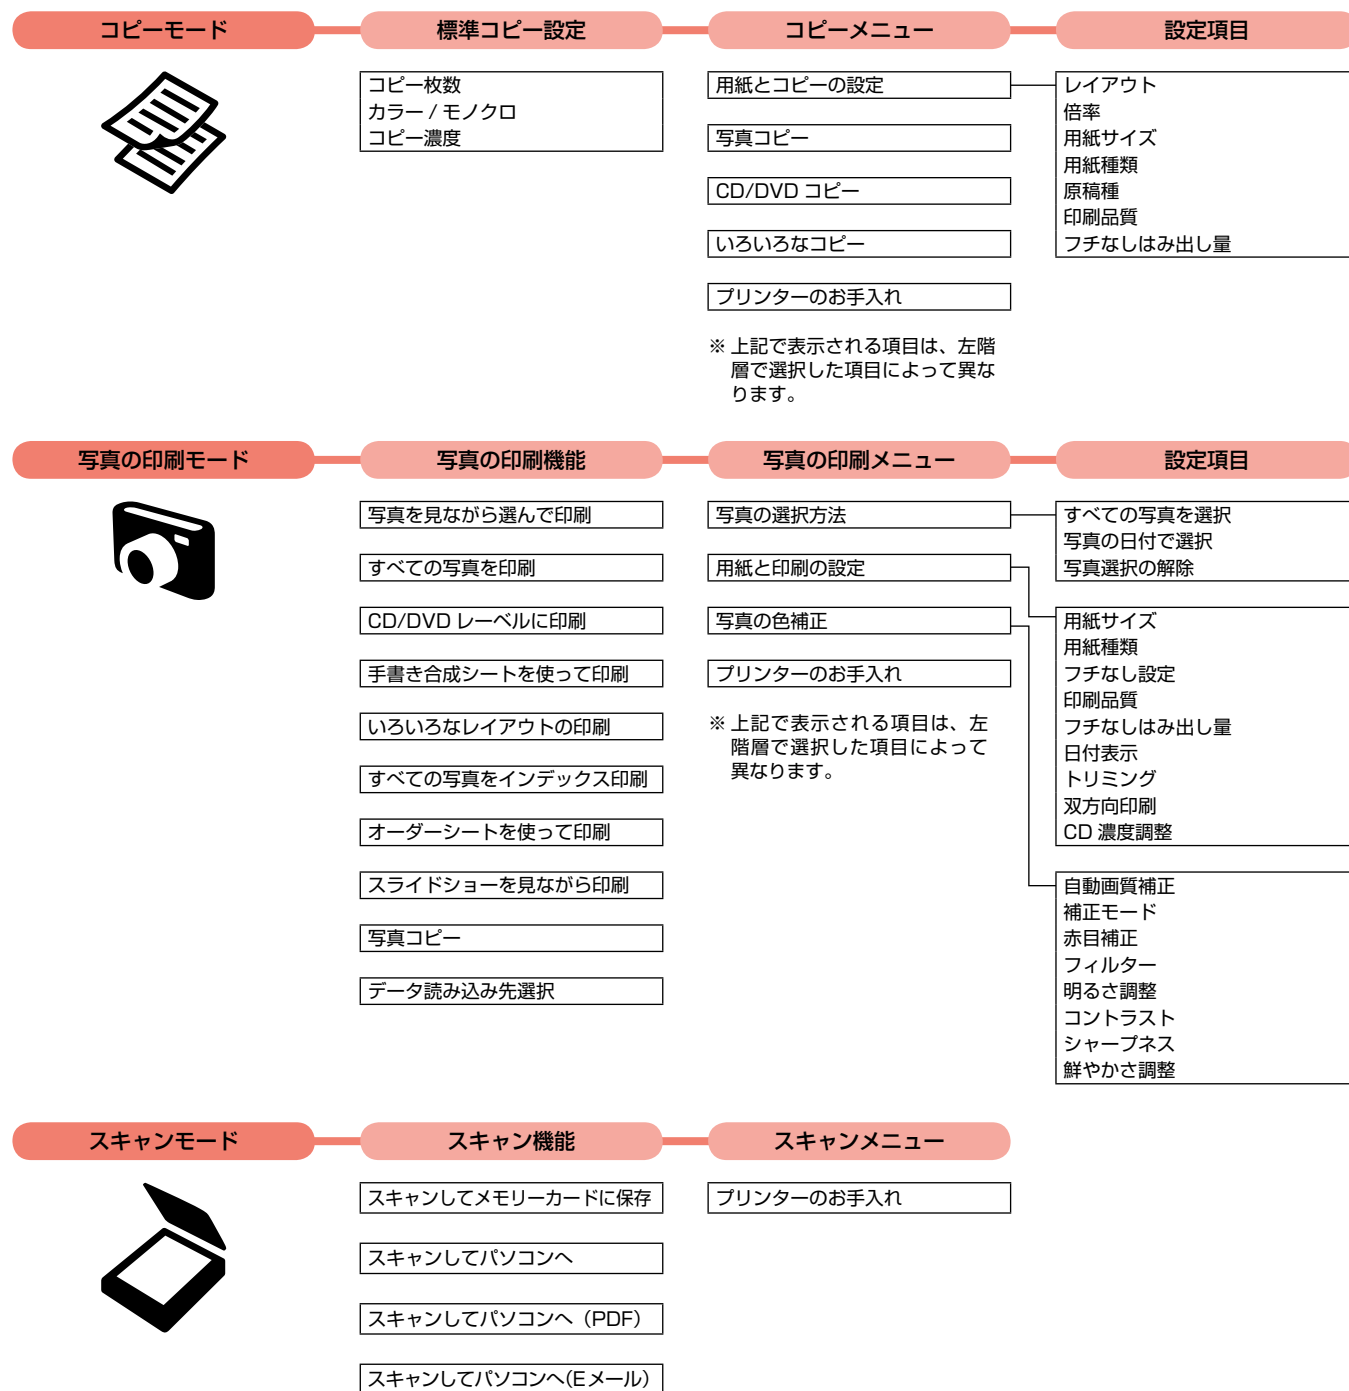 コピーモード
標準コピー設定
コピーメニュー
設定項目
コピー枚数
カラー / モノクロ
コピー濃度
用紙とコピーの設定
写真コピー
CD/DVD コピー
いろいろなコピー
プリンターのお手入れ
※ 上記で表示される項目は、左階
層で選択した項目によって異な
ります。
レイアウト
倍率
用紙サイズ
用紙種類
原稿種
印刷品質
フチなしはみ出し量
写真の印刷モード
写真の印刷機能
写真の印刷メニュー
設定項目
写真を見ながら選んで印刷
すべての写真を印刷
CD/DVD レーベルに印刷
手書き合成シートを使って印刷
いろいろなレイアウトの印刷
すべての写真をインデックス印刷
オーダーシートを使って印刷
スライドショーを見ながら印刷
写真コピー
データ読み込み先選択
写真の選択方法
用紙と印刷の設定
写真の色補正
プリンターのお手入れ
※ 上記で表示される項目は、左
階層で選択した項目によって
異なります。
すべての写真を選択
写真の日付で選択
写真選択の解除
用紙サイズ
用紙種類
フチなし設定
印刷品質
フチなしはみ出し量
日付表示
トリミング
双方向印刷
CD 濃度調整
自動画質補正
補正モード
赤目補正
フィルター
明るさ調整
コントラスト
シャープネス
鮮やかさ調整
スキャンモード
スキャン機能
スキャンメニュー
スキャンしてメモリーカードに保存
スキャンしてパソコンへ
スキャンしてパソコンへ（PDF）
スキャンしてパソコンへ(Eメール)
プリンターのお手入れ